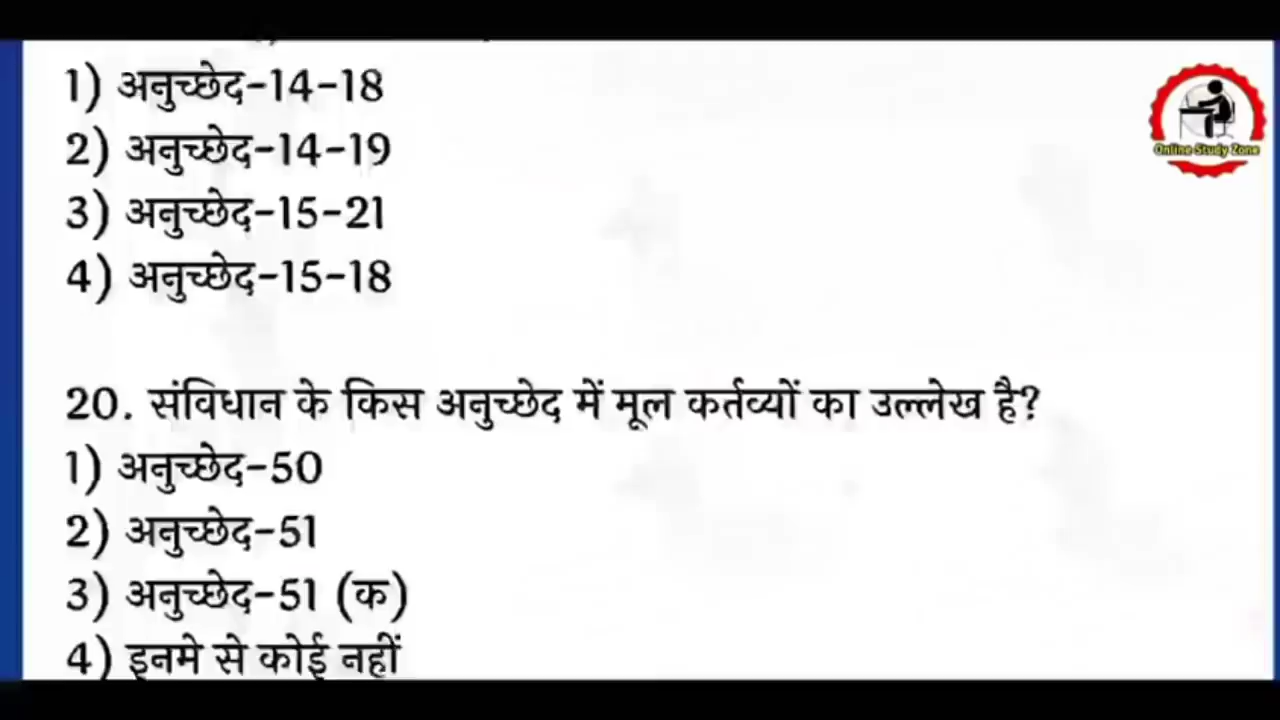 1) अनुच्छेद-14-18
2) अनुच्छेद-14-19
3) अनुच्छेद-15-21
4) अनुच्छेद-15-18
Online Study Zone
20. संविधान के किस अनुच्छेद में मूल कर्तव्यों का उल्लेख है?
1) अनुच्छेद-50
2) अनुच्छेद-51
3) अनुच्छेद-51 (क)
4) इनमे से कोई नहीं